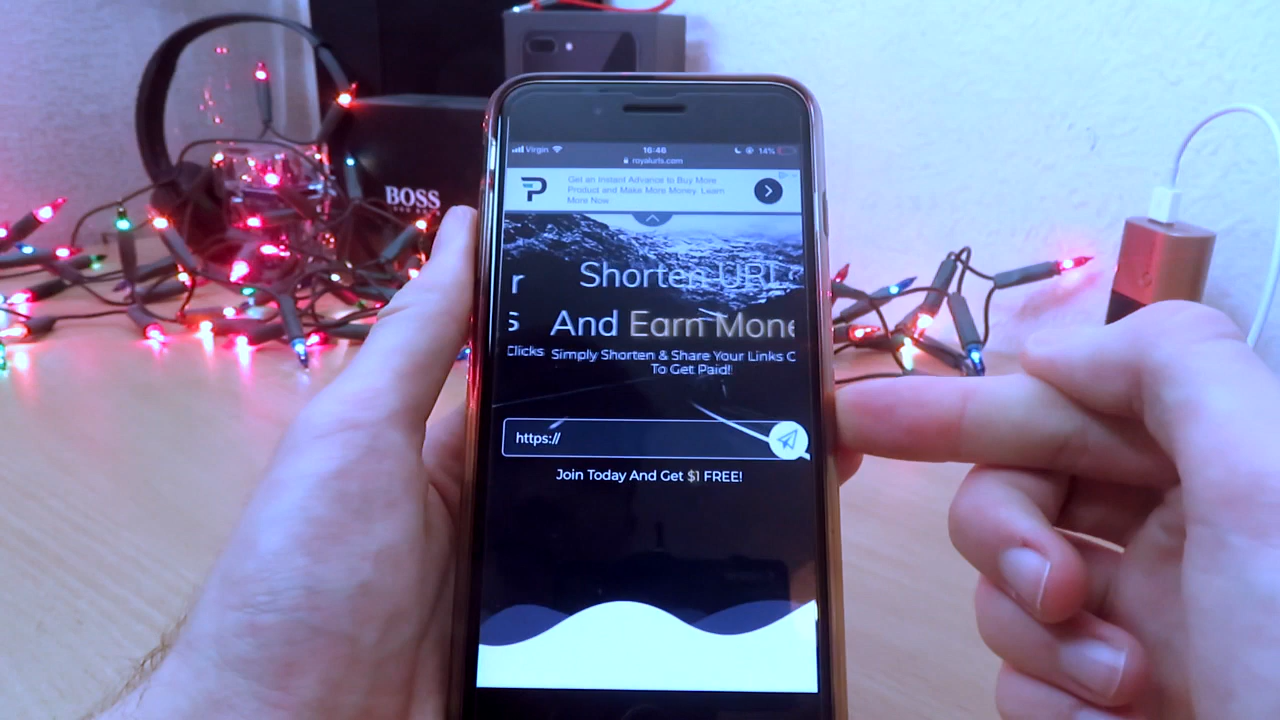 BOSS
Virgin
16:46
14%
royalurls.com
P
Get an Instant Advance to Buy More
Product and Make More Money. Learn
More Now
r
Shorten URL
s
And Earn Mone
Clicks
Simply Shorten & Share Your Links
To Get Paid!
https://
Join Today And Get $1 FREE!